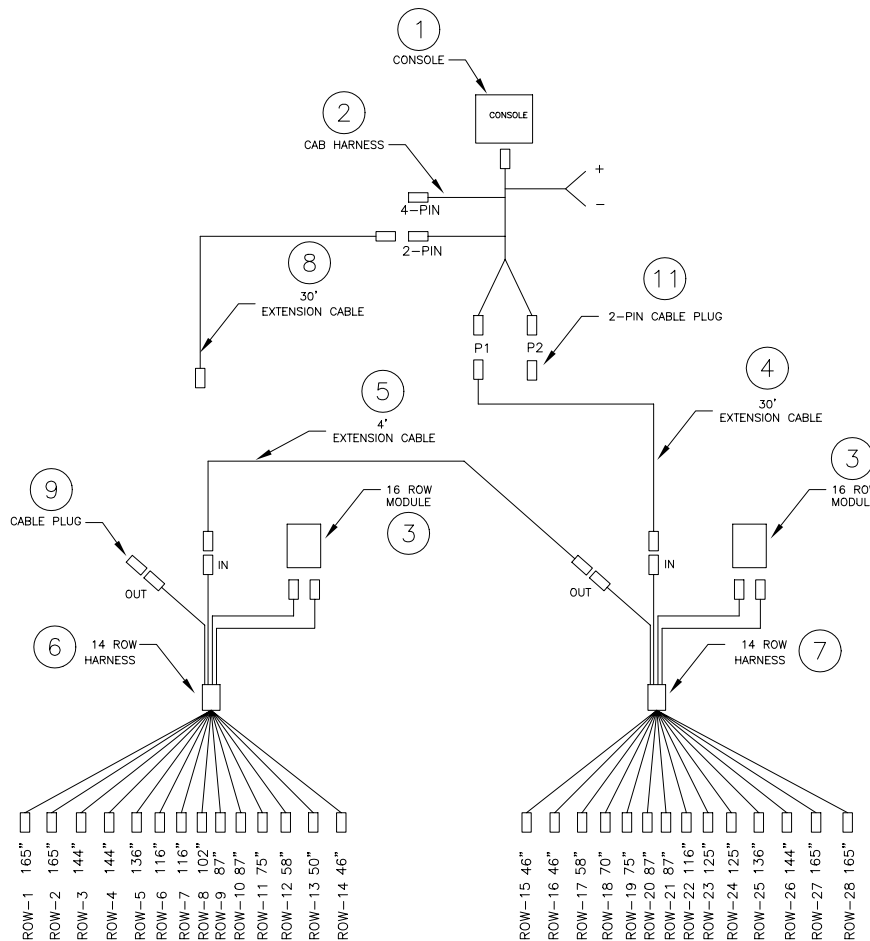 1
CONSOLE
CONSOLE
2
CAB HARNESS
+
−
4-PIN
2-PIN
8
30'
EXTENSION CABLE
11
2-PIN CABLE PLUG
P1
P2
4
30'
EXTENSION CABLE
5
4'
EXTENSION CABLE
3
16 ROW
MODULE
9
CABLE PLUG
16 ROW
MODULE
3
IN
OUT
IN
OUT
6
14 ROW
HARNESS
14 ROW
HARNESS
7
ROW-1 165"
ROW-2 165"
ROW-3 144"
ROW-4 144"
ROW-5 136"
ROW-6 116"
ROW-7 116"
ROW-8 102"
ROW-9 87"
ROW-10 87"
ROW-11 75"
ROW-12 58"
ROW-13 50"
ROW-14 46"
ROW-15 46"
ROW-16 46"
ROW-17 58"
ROW-18 70"
ROW-19 75"
ROW-20 87"
ROW-21 87"
ROW-22 116"
ROW-23 125"
ROW-24 125"
ROW-25 136"
ROW-26 144"
ROW-27 165"
ROW-28 165"